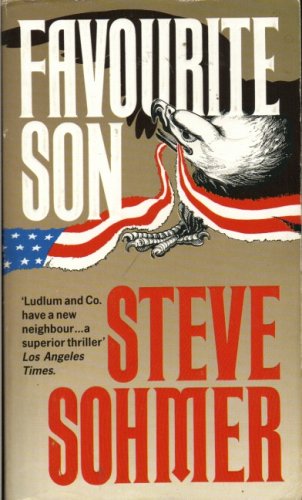 FAVOURITE
SON
'Ludlum and Co.
have a new
neighbour...a
superior thriller'
Los Angeles
Times.
STEVE
SOHMER